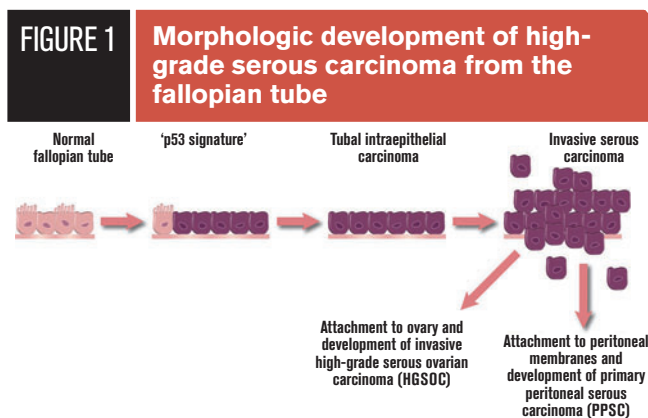 FIGURE 1
Morphologic development of high-
grade serous carcinoma from the
fallopian tube
Normal
fallopian tube
‘p53 signature’
Tubal intraepithelial
carcinoma
Invasive serous
carcinoma
Attachment to ovary and
development of invasive
high-grade serous ovarian
carcinoma (HGSOC)
Attachment to peritoneal
membranes and
development of primary
peritoneal serous
carcinoma (PPSC)